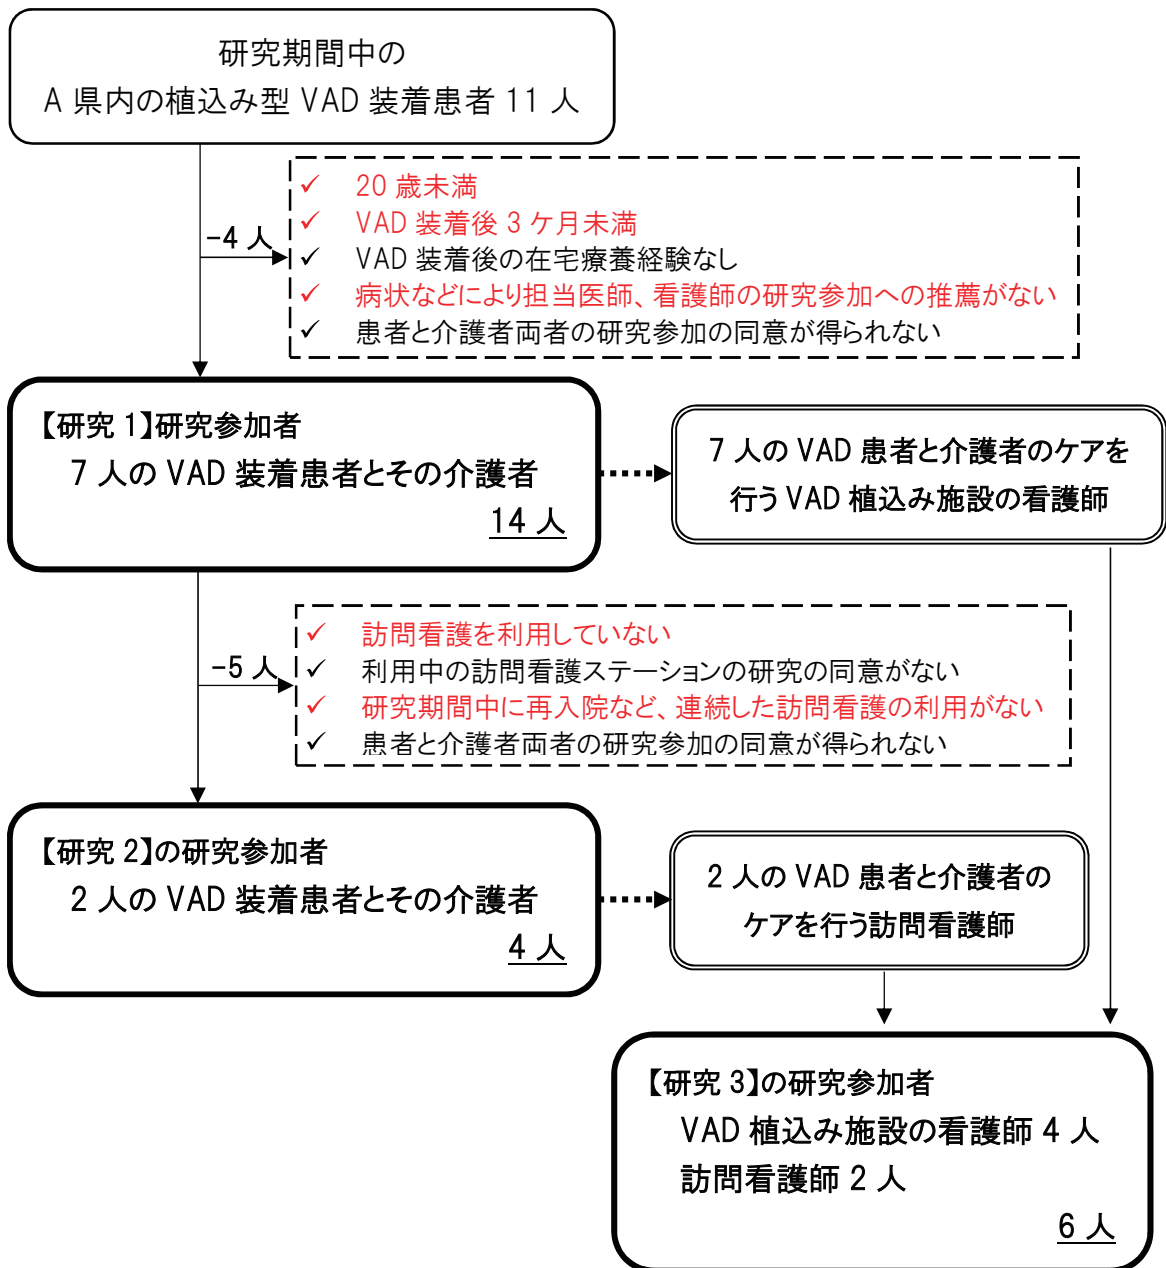 研究期間中の
A 県内の植込み型 VAD 装着患者 11 人
-4 人
✓ 20 歳未満
✓ VAD 装着後 3 ケ月未満
✓ VAD 装着後の在宅療養経験なし
✓ 病状などにより担当医師、看護師の研究参加への推薦がない
✓ 患者と介護者両者の研究参加の同意が得られない
【研究 1】研究参加者
7 人の VAD 装着患者とその介護者
14 人
7 人の VAD 患者と介護者のケアを
行う VAD 植込み施設の看護師
-5 人
✓ 訪問看護を利用していない
✓ 利用中の訪問看護ステーションの研究の同意がない
✓ 研究期間中に再入院など、連続した訪問看護の利用がない
✓ 患者と介護者両者の研究参加の同意が得られない
【研究 2】の研究参加者
2 人の VAD 装着患者とその介護者
4 人
2 人の VAD 患者と介護者の
ケアを行う訪問看護師
【研究 3】の研究参加者
VAD 植込み施設の看護師 4 人
訪問看護師 2 人
6 人